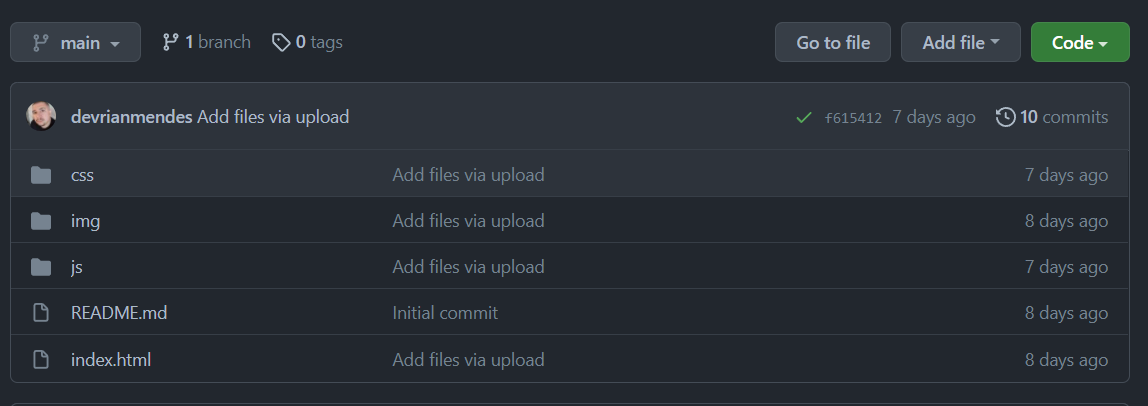 main 1 branch 0 tags Go to file Add file Code
devrianmendes Add files via upload f615412 7 days ago 10 commits
css Add files via upload 7 days ago
img Add files via upload 8 days ago
js Add files via upload 7 days ago
README.md Initial commit 8 days ago
index.html Add files via upload 8 days ago